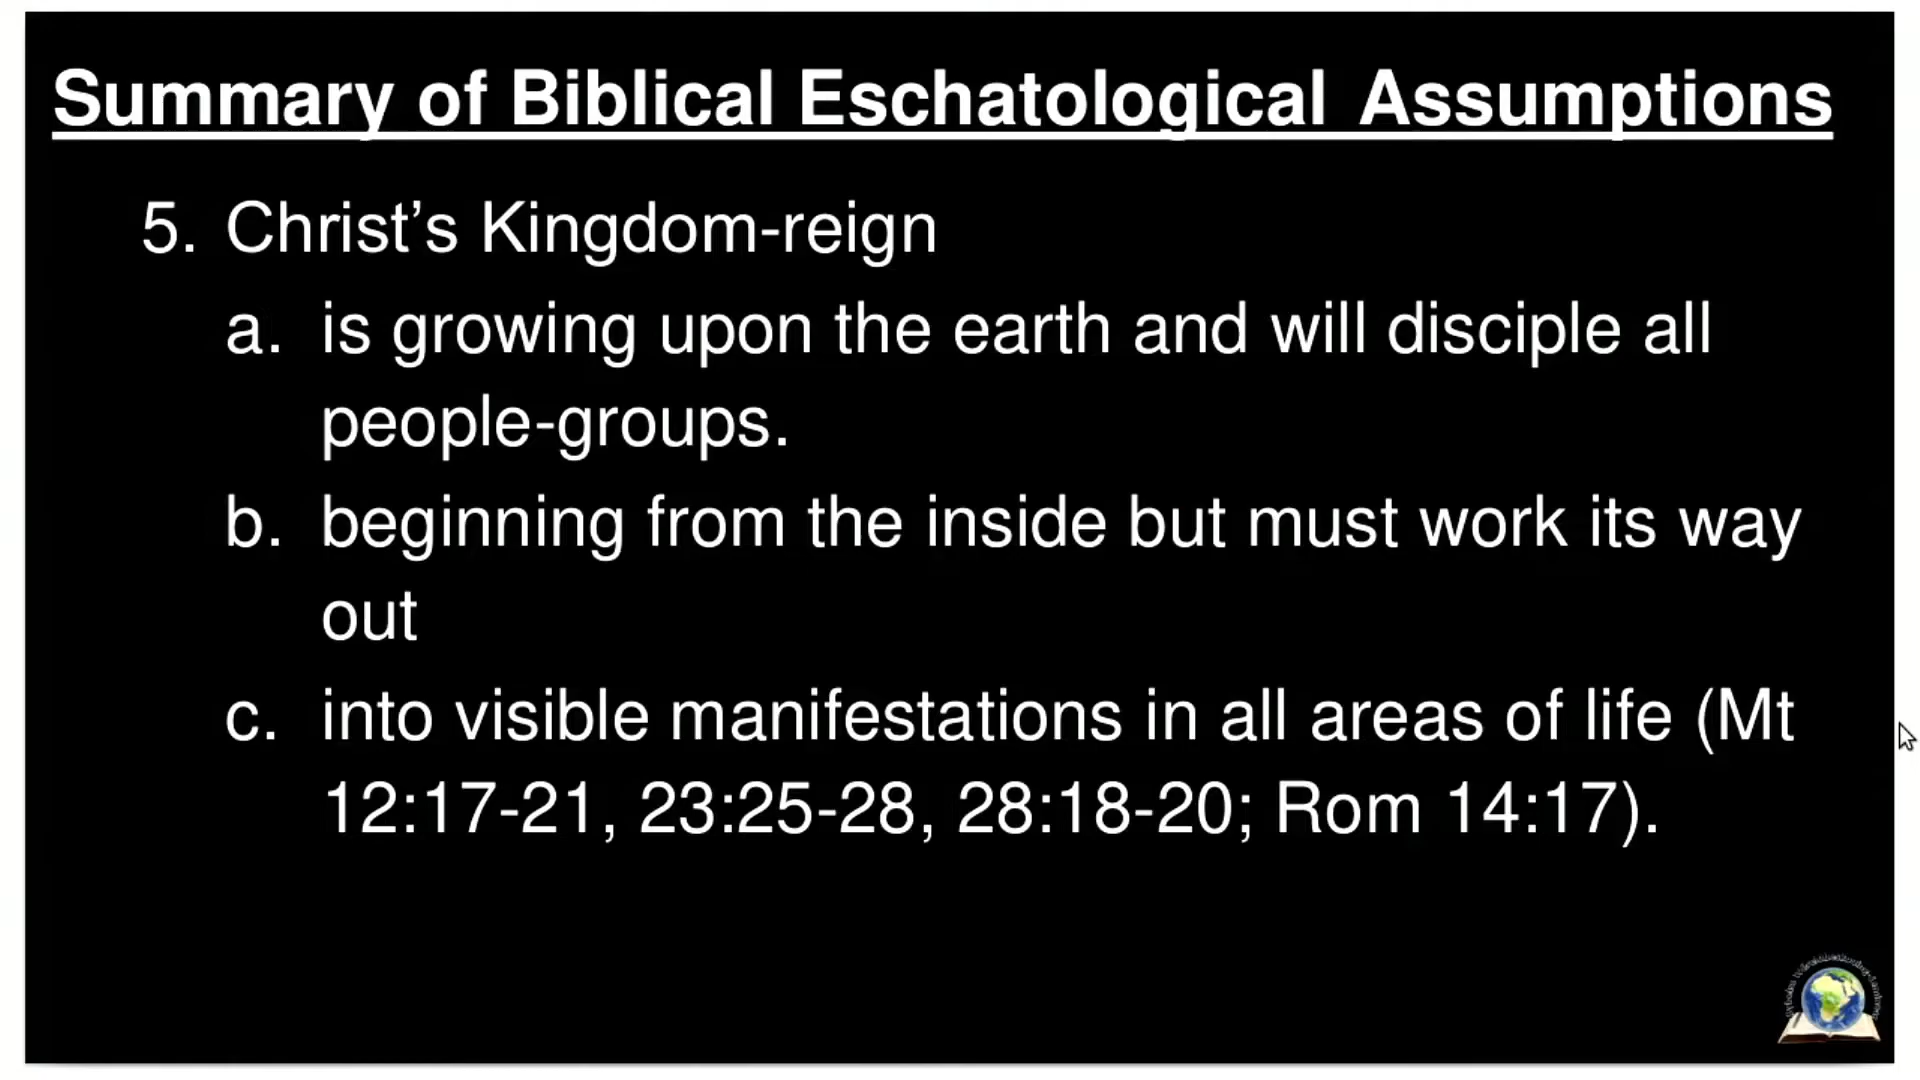 Summary of Biblical Eschatological Assumptions
5. Christ’s Kingdom-reign
a. is growing upon the earth and will disciple all
people-groups.
b. beginning from the inside but must work its way
out
c. into visible manifestations in all areas of life (Mt
12:17-21, 23:25-28, 28:18-20; Rom 14:17).